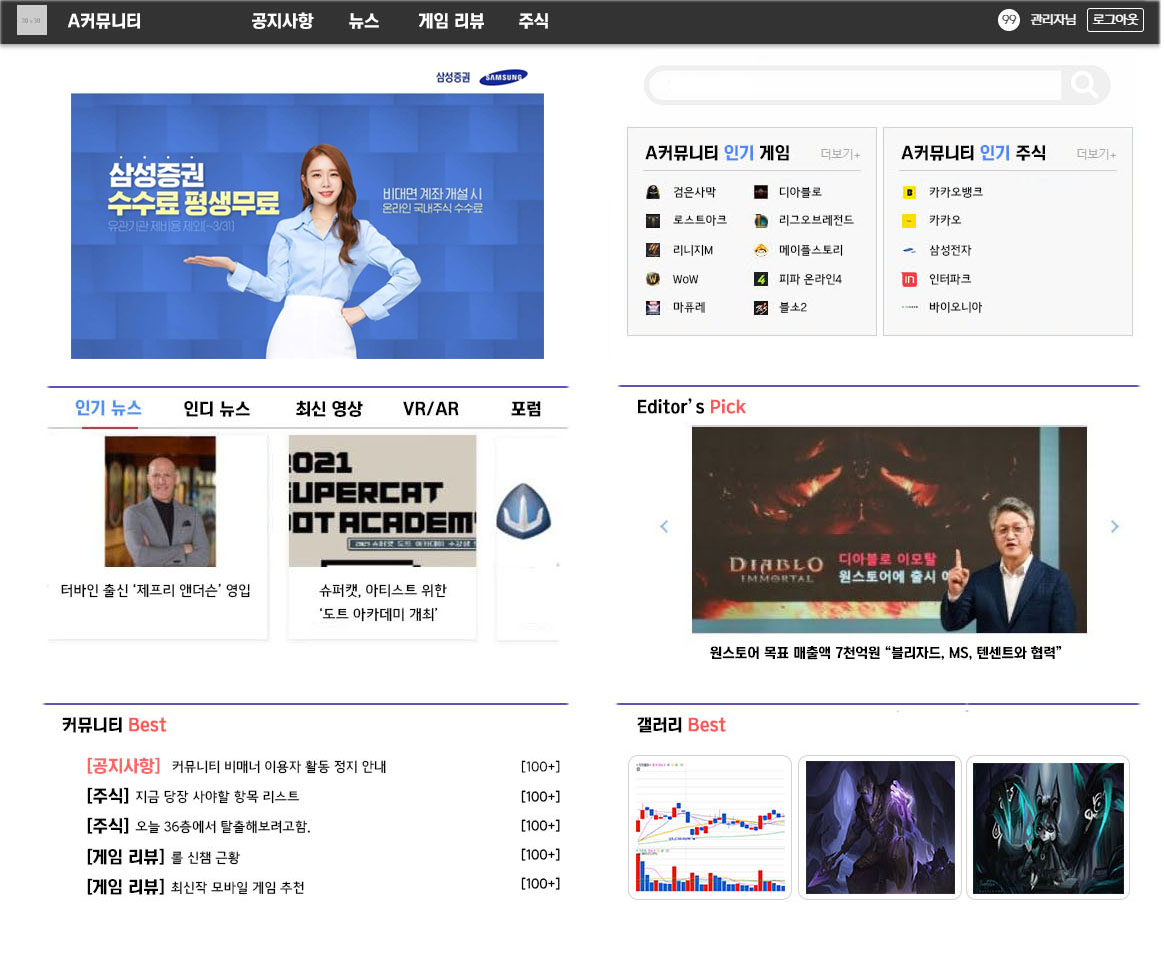 30 x 30
A커뮤니티
공지사항 뉴스 게임 리뷰 주식
99 관리자님 로그아웃
삼성증권 SAMSUNG
삼성증권
수수료 평생무료
유관기관 제비용 제외(~3/31)
비대면 계좌 개설 시
온라인 국내주식 수수료
A커뮤니티 인기 게임 더보기+
검은사막 디아블로
로스트아크 리그오브레전드
리니지M 메이플스토리
WoW 피파 온라인4
마퓨레 블소2
A커뮤니티 인기 주식 더보기+
카카오뱅크
카카오
삼성전자
인터파크
바이오니아
인기 뉴스 인디 뉴스 최신 영상 VR/AR 포럼
터바인 출신 ‘제프리 앤더슨’ 영입
2021
SUPERCAT
DOT ACADEM
2021 슈퍼캣 도트 아카데미 수강생
슈퍼캣, 아티스트 위한
‘도트 아카데미 개최’
Editor’s Pick
DIABLO
IMMORTAL
디아블로 이모탈
원스토어에 출시
원스토어 목표 매출액 7천억원 “블리자드, MS, 텐센트와 협력”
커뮤니티 Best
[공지사항] 커뮤니티 비매너 이용자 활동 정지 안내 [100+]
[주식] 지금 당장 사야할 항목 리스트 [100+]
[주식] 오늘 36층에서 탈출해보려고함. [100+]
[게임 리뷰] 롤 신챔 근황 [100+]
[게임 리뷰] 최신작 모바일 게임 추천 [100+]
갤러리 Best